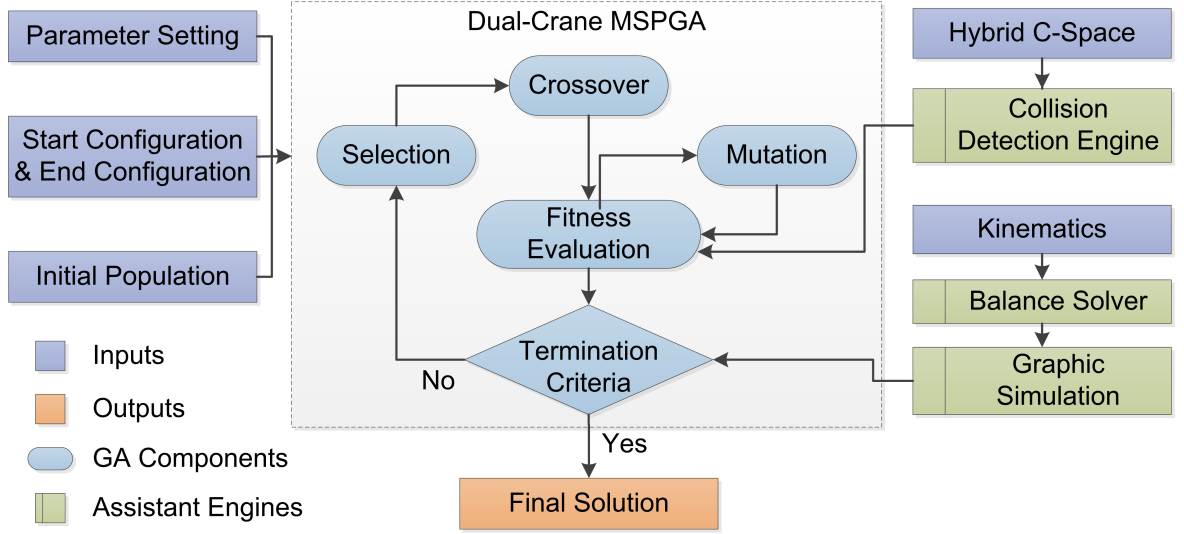 Parameter Setting
Start Configuration
& End Configuration
Initial Population
Inputs
Outputs
GA Components
Assistant Engines
Dual-Crane MSPGA
Crossover
Selection
Mutation
Fitness
Evaluation
Termination
Criteria
No
Yes
Final Solution
Hybrid C-Space
Collision
Detection Engine
Kinematics
Balance Solver
Graphic
Simulation